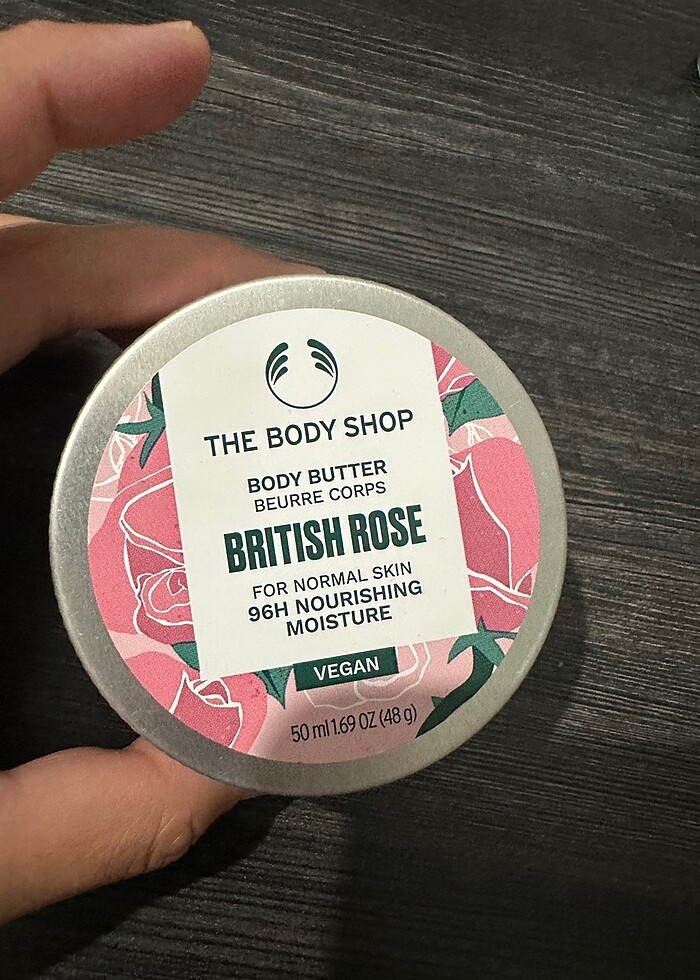 THE BODY SHOP
BODY BUTTER
BEURRE CORPS
BRITISH ROSE
FOR NORMAL SKIN
96H NOURISHING
MOISTURE
VEGAN
50 ml 1.69 OZ (48 g)